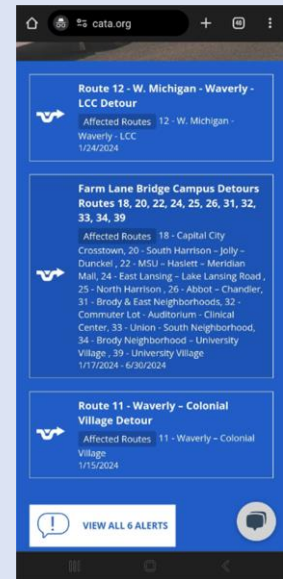 cata.org
40
Route 12 - W. Michigan - Waverly -
LCC Detour
Affected Routes 12 - W. Michigan -
Waverly - LCC
1/24/2024
Farm Lane Bridge Campus Detours
Routes 18, 20, 22, 24, 25, 26, 31, 32,
33, 34, 39
Affected Routes 18 - Capital City
Crosstown, 20 - South Harrison – Jolly –
Dunckel , 22 - MSU – Haslett – Meridian
Mall, 24 - East Lansing – Lake Lansing Road ,
25 - North Harrison , 26 - Abbot – Chandler,
31 - Brody & East Neighborhoods, 32 -
Commuter Lot - Auditorium - Clinical
Center, 33 - Union - South Neighborhood,
34 - Brody Neighborhood – University
Village , 39 - University Village
1/17/2024 - 6/30/2024
Route 11 - Waverly – Colonial
Village Detour
Affected Routes 11 - Waverly – Colonial
Village
1/15/2024
VIEW ALL 6 ALERTS